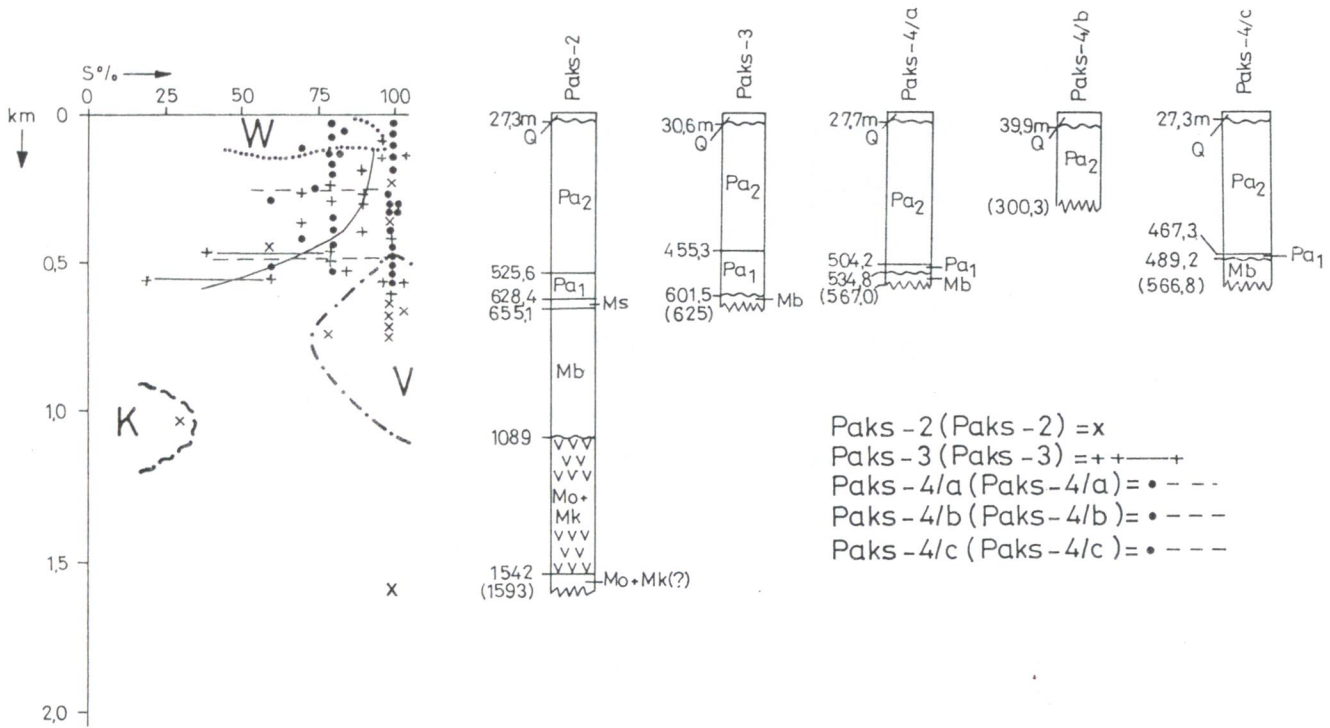 S‰ →
0 25 50 75 100
km
0
0,5
1,0
1,5
2,0
W
V
K
Paks-2
27,3m
Q
Pa2
525,6
Pa1
628,4
Ms
655,1
Mb
1089
Mo+
Mk
1542
(1593)
Mo+Mk(?)
Paks-3
30,6m
Q
Pa2
455,3
Pa1
601,5
Mb
(625)
Paks-4/a
27,7m
Q
Pa2
504,2
Pa1
534,8
Mb
(567,0)
Paks-4/b
39,9m
Q
Pa2
(300,3)
Paks-4/c
27,3m
Q
Pa2
467,3
Pa1
489,2
Mb
(566,8)
Paks-2(Paks-2)=x
Paks-3(Paks-3)=++—+
Paks-4/a(Paks-4/a)=• – – –
Paks-4/b(Paks-4/b)=• – – –
Paks-4/c(Paks-4/c)=• – – –